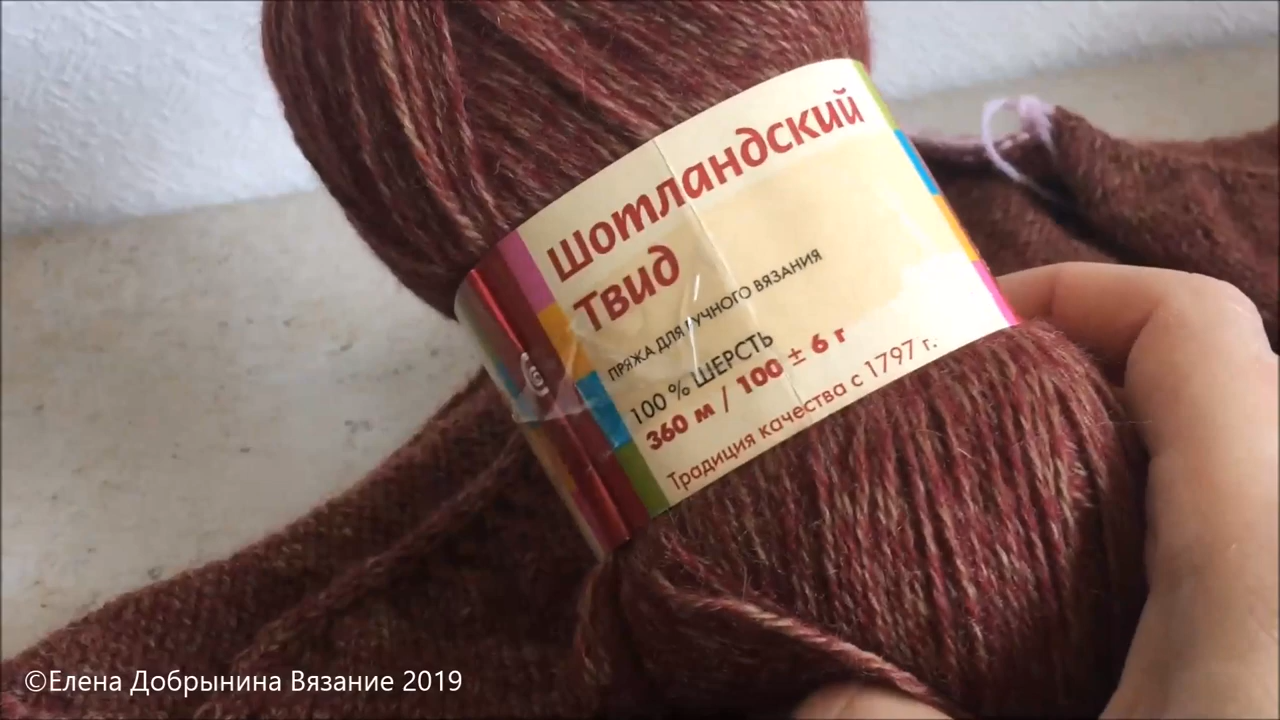 Шотландский
Твид
ПРЯЖА ДЛЯ РУЧНОГО ВЯЗАНИЯ
100 % ШЕРСТЬ
360 м / 100 ± 6 г
Традиция качества с 1797 г.
©Елена Добрынина Вязание 2019